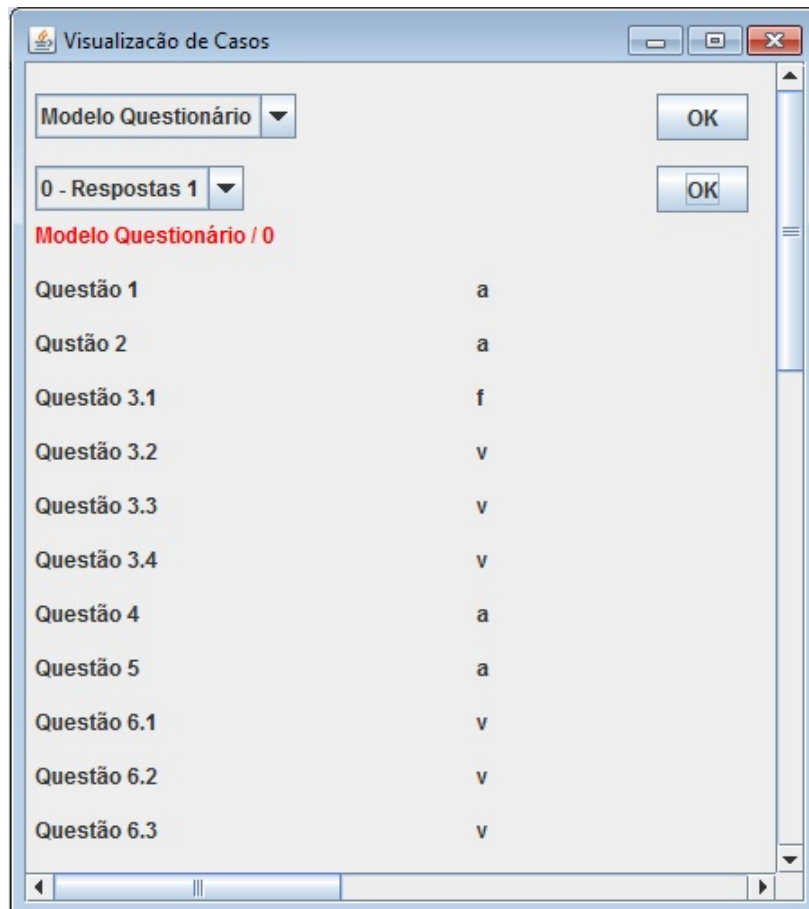 Visualizacão de Casos
Modelo Questionário OK
0 - Respostas 1 OK
Modelo Questionário / 0
Questão 1 a
Qustão 2 a
Questão 3.1 f
Questão 3.2 v
Questão 3.3 v
Questão 3.4 v
Questão 4 a
Questão 5 a
Questão 6.1 v
Questão 6.2 v
Questão 6.3 v